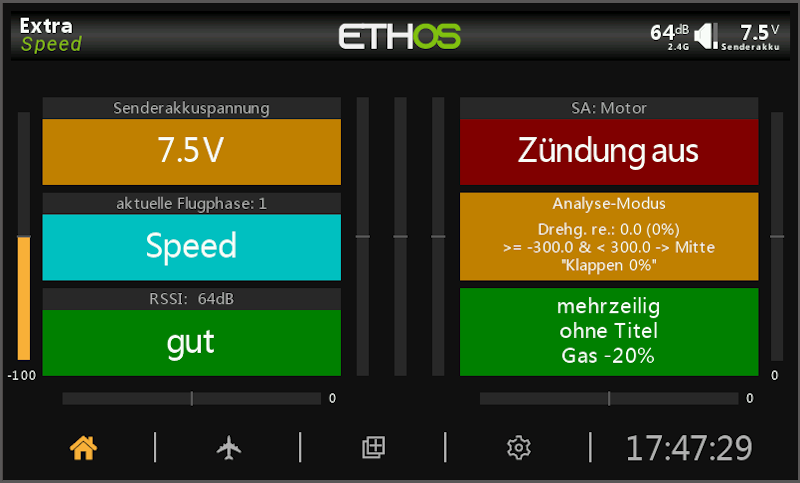 Extra
Speed
ETHOS
64dB
2.4G
7.5V
Senderakku
Senderakkuspannung
7.5V
aktuelle Flugphase: 1
Speed
RSSI: 64dB
gut
SA: Motor
Zündung aus
Analyse-Modus
Drehg. re.: 0.0 (0%)
>= -300.0 & < 300.0 -> Mitte
"Klappen 0%"
mehrzeilig
ohne Titel
Gas -20%
-100
0
0
0
17:47:29